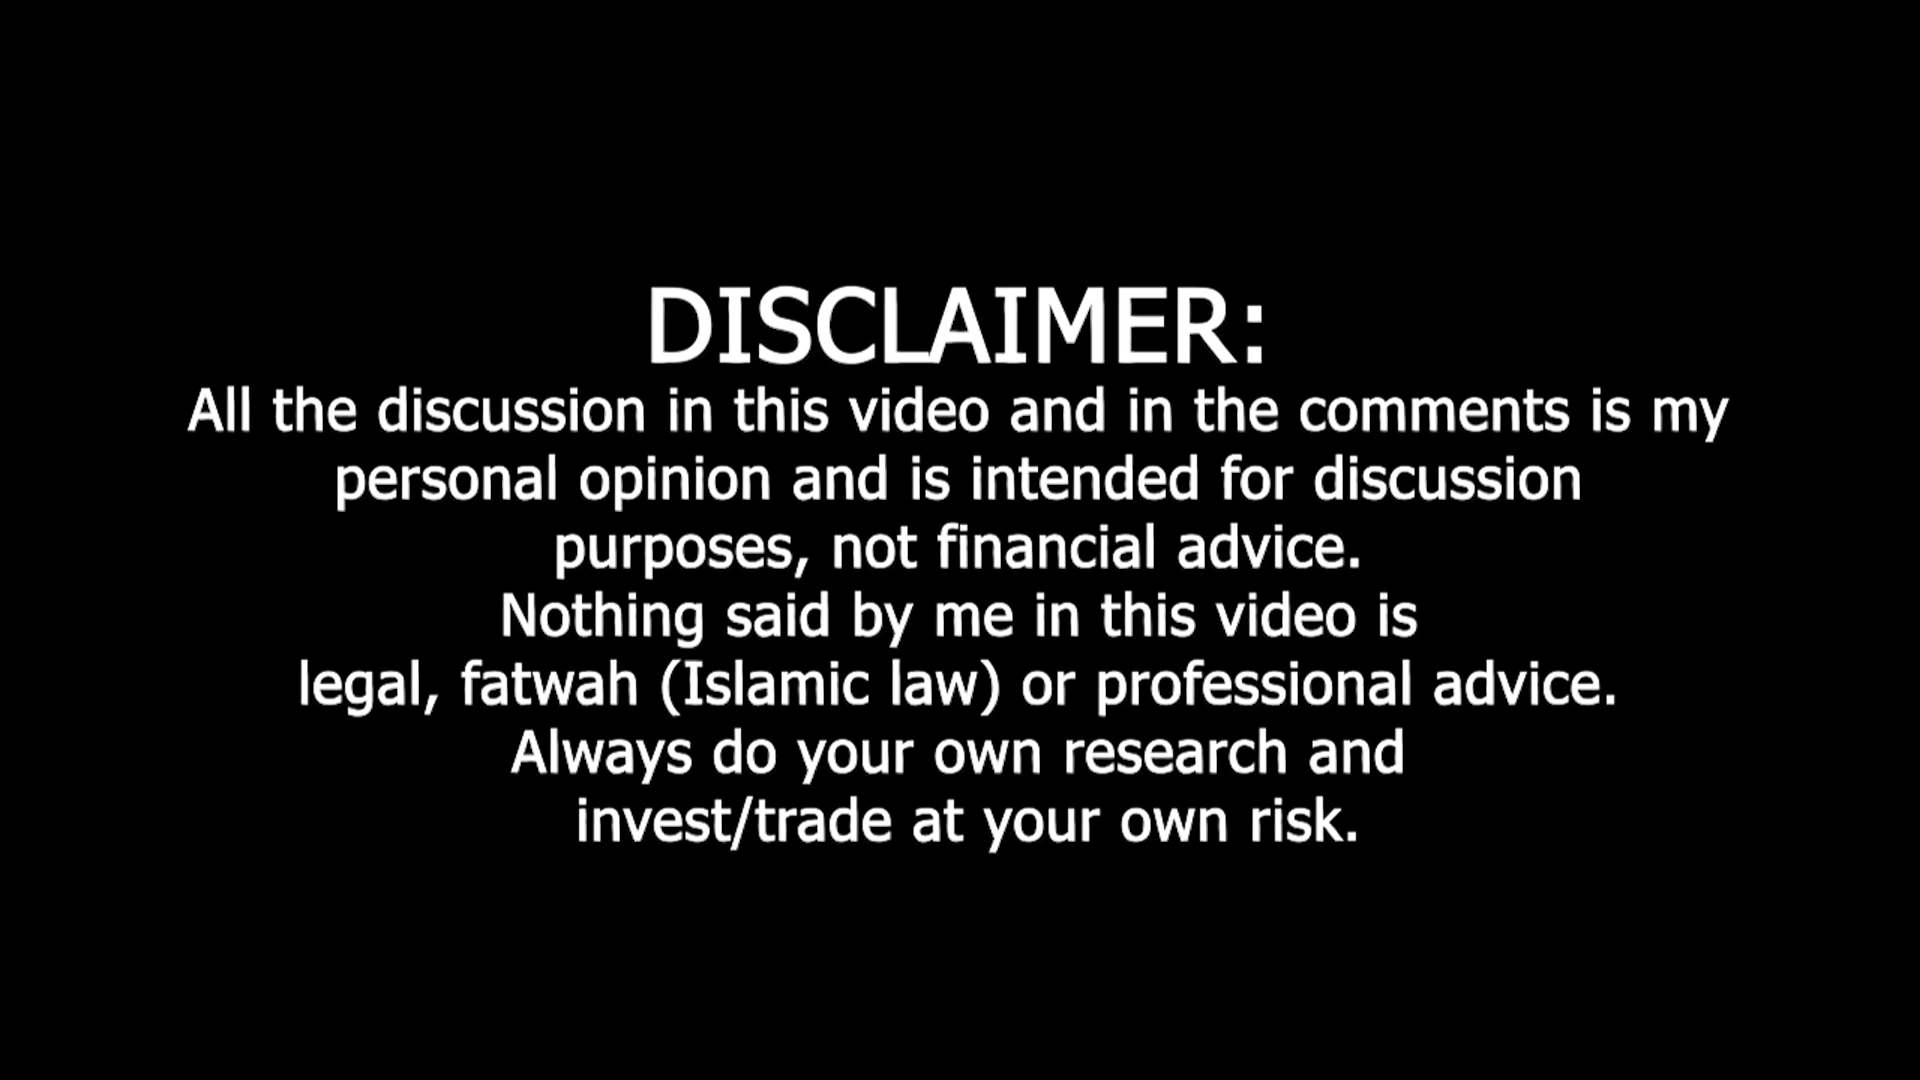 DISCLAIMER:
All the discussion in this video and in the comments is my
personal opinion and is intended for discussion
purposes, not financial advice.
Nothing said by me in this video is
legal, fatwah (Islamic law) or professional advice.
Always do your own research and
invest/trade at your own risk.